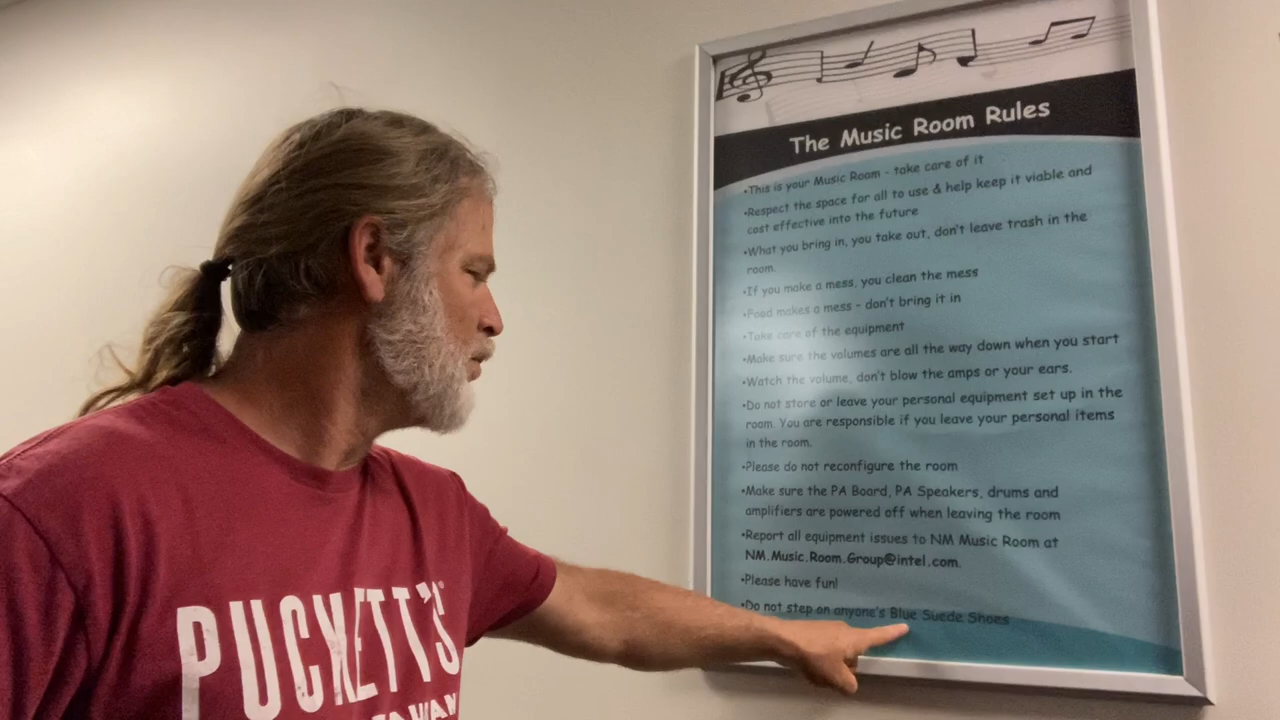 The Music Room Rules
•This is your Music Room - take care of it
•Respect the space for all to use & help keep it viable and
cost effective into the future
•What you bring in, you take out, don't leave trash in the
room.
•If you make a mess, you clean the mess
•Food makes a mess - don't bring it in
•Take care of the equipment
•Make sure the volumes are all the way down when you start
•Watch the volume, don't blow the amps or your ears.
•Do not store or leave your personal equipment set up in the
room. You are responsible if you leave your personal items
in the room.
•Please do not reconfigure the room
•Make sure the PA Board, PA Speakers, drums and
amplifiers are powered off when leaving the room
•Report all equipment issues to NM Music Room at
NM.Music.Room.Group@intel.com.
•Please have fun!
•Do not step on anyone's Blue Suede Shoes
PUCKETT'S